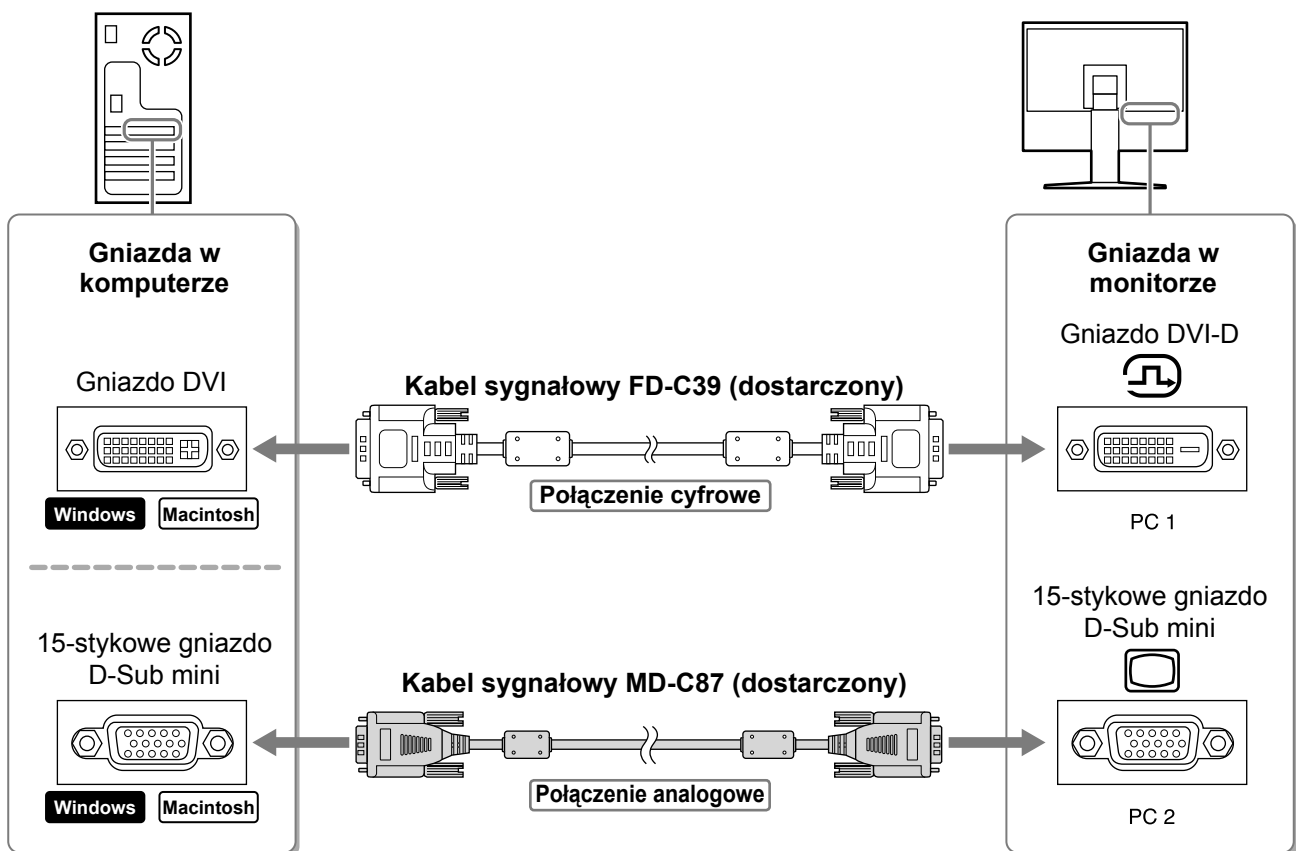 Gniazda w
komputerze
Gniazdo DVI
Windows Macintosh
15-stykowe gniazdo
D-Sub mini
Windows Macintosh
Kabel sygnałowy FD-C39 (dostarczony)
Połączenie cyfrowe
Kabel sygnałowy MD-C87 (dostarczony)
Połączenie analogowe
Gniazda w
monitorze
Gniazdo DVI-D
PC 1
15-stykowe gniazdo
D-Sub mini
PC 2